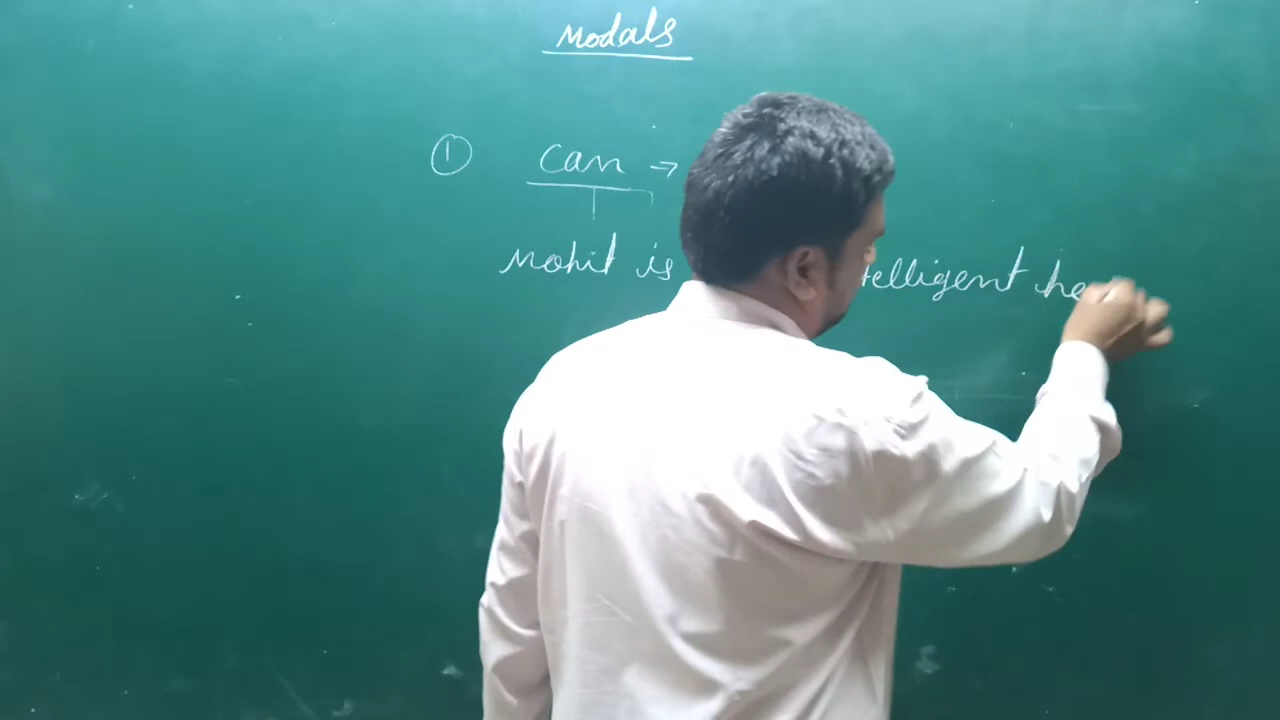 Modals
① can →
Mohit is telligent he